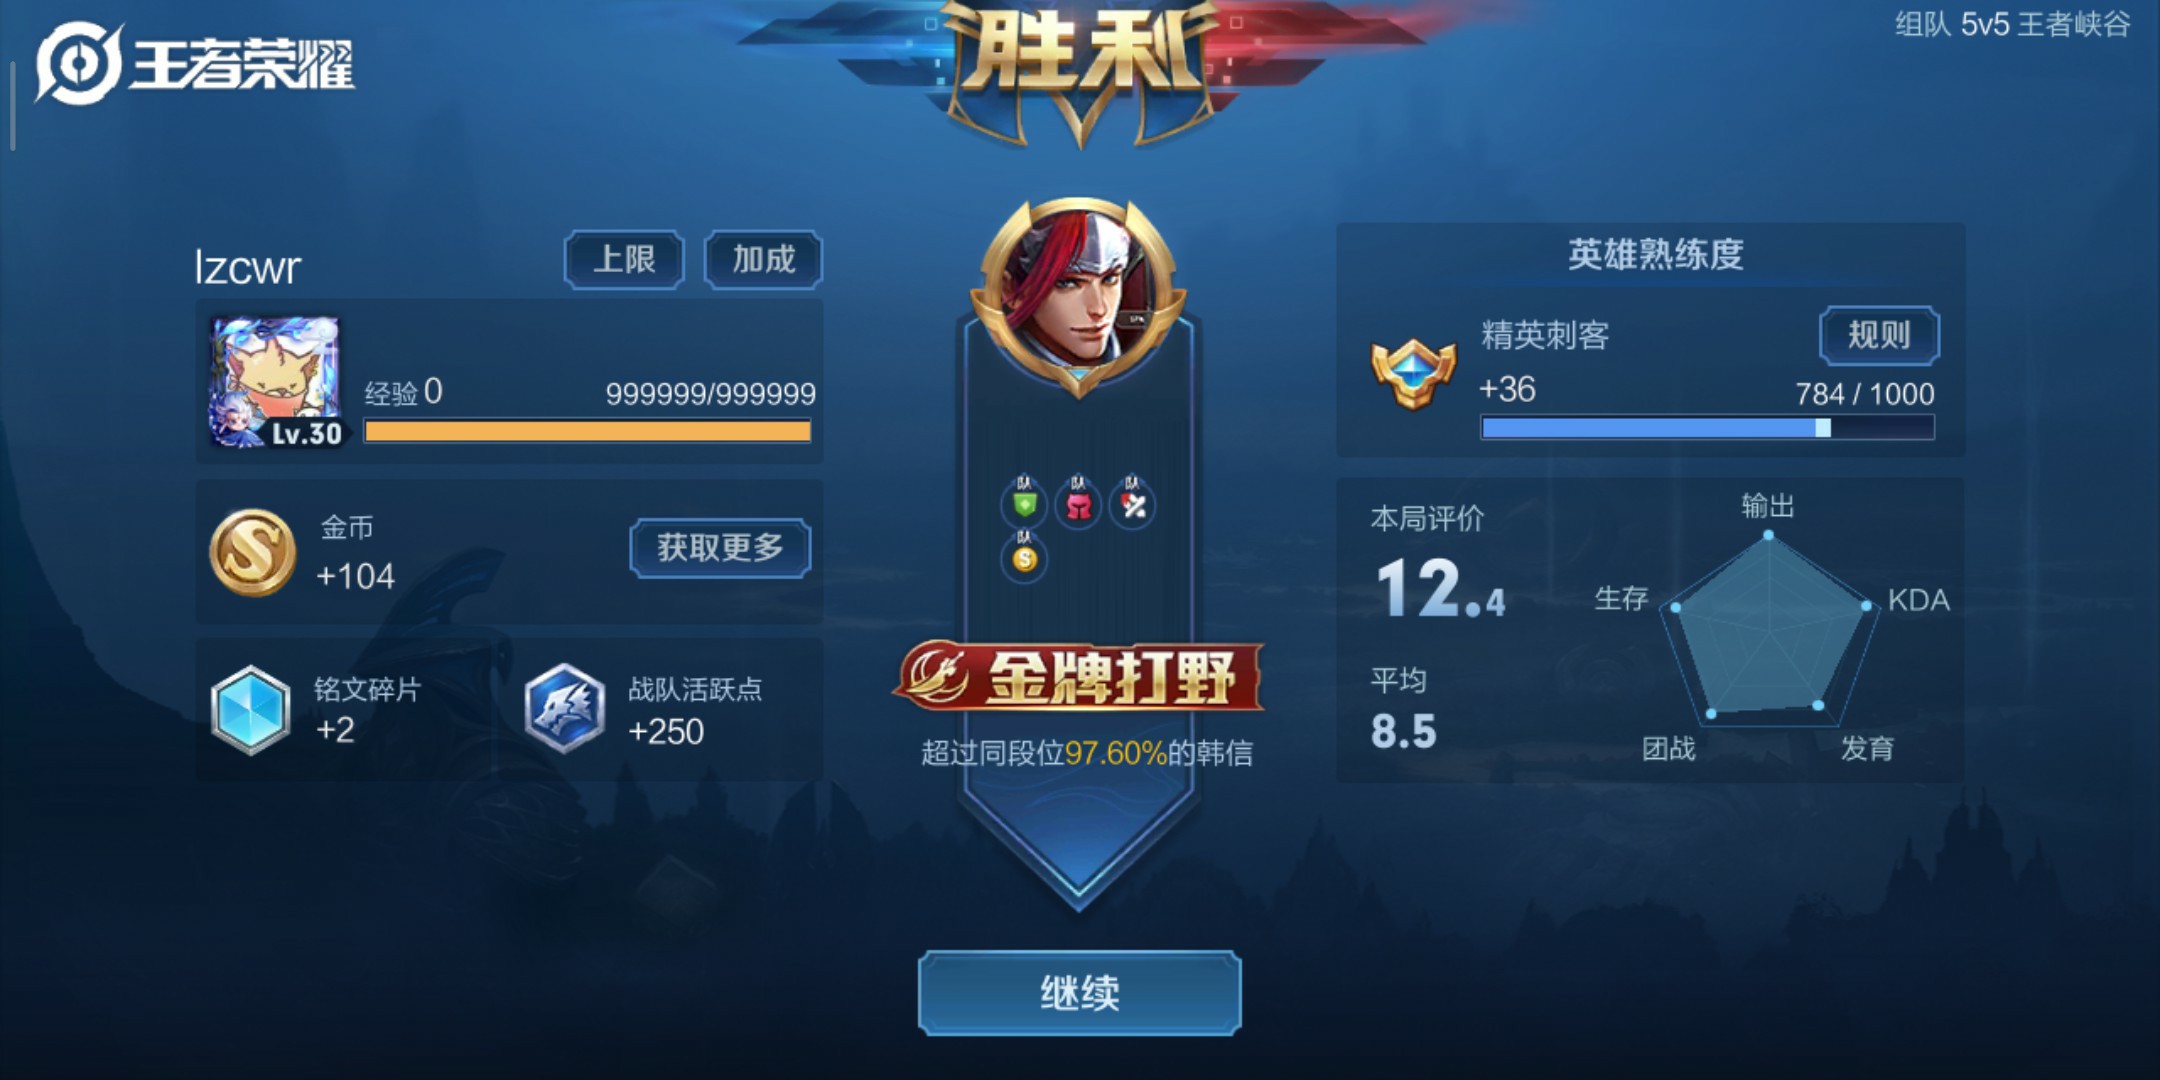 王者荣耀
胜利
组队 5v5 王者峡谷
lzcwr
上限
加成
Lv.30
经验 0
999999/999999
金币
+104
获取更多
铭文碎片
+2
战队活跃点
+250
队
队
队
队
金牌打野
超过同段位97.60%的韩信
继续
英雄熟练度
精英刺客
规则
+36
784 / 1000
本局评价
12.4
平均
8.5
输出
生存
KDA
团战
发育